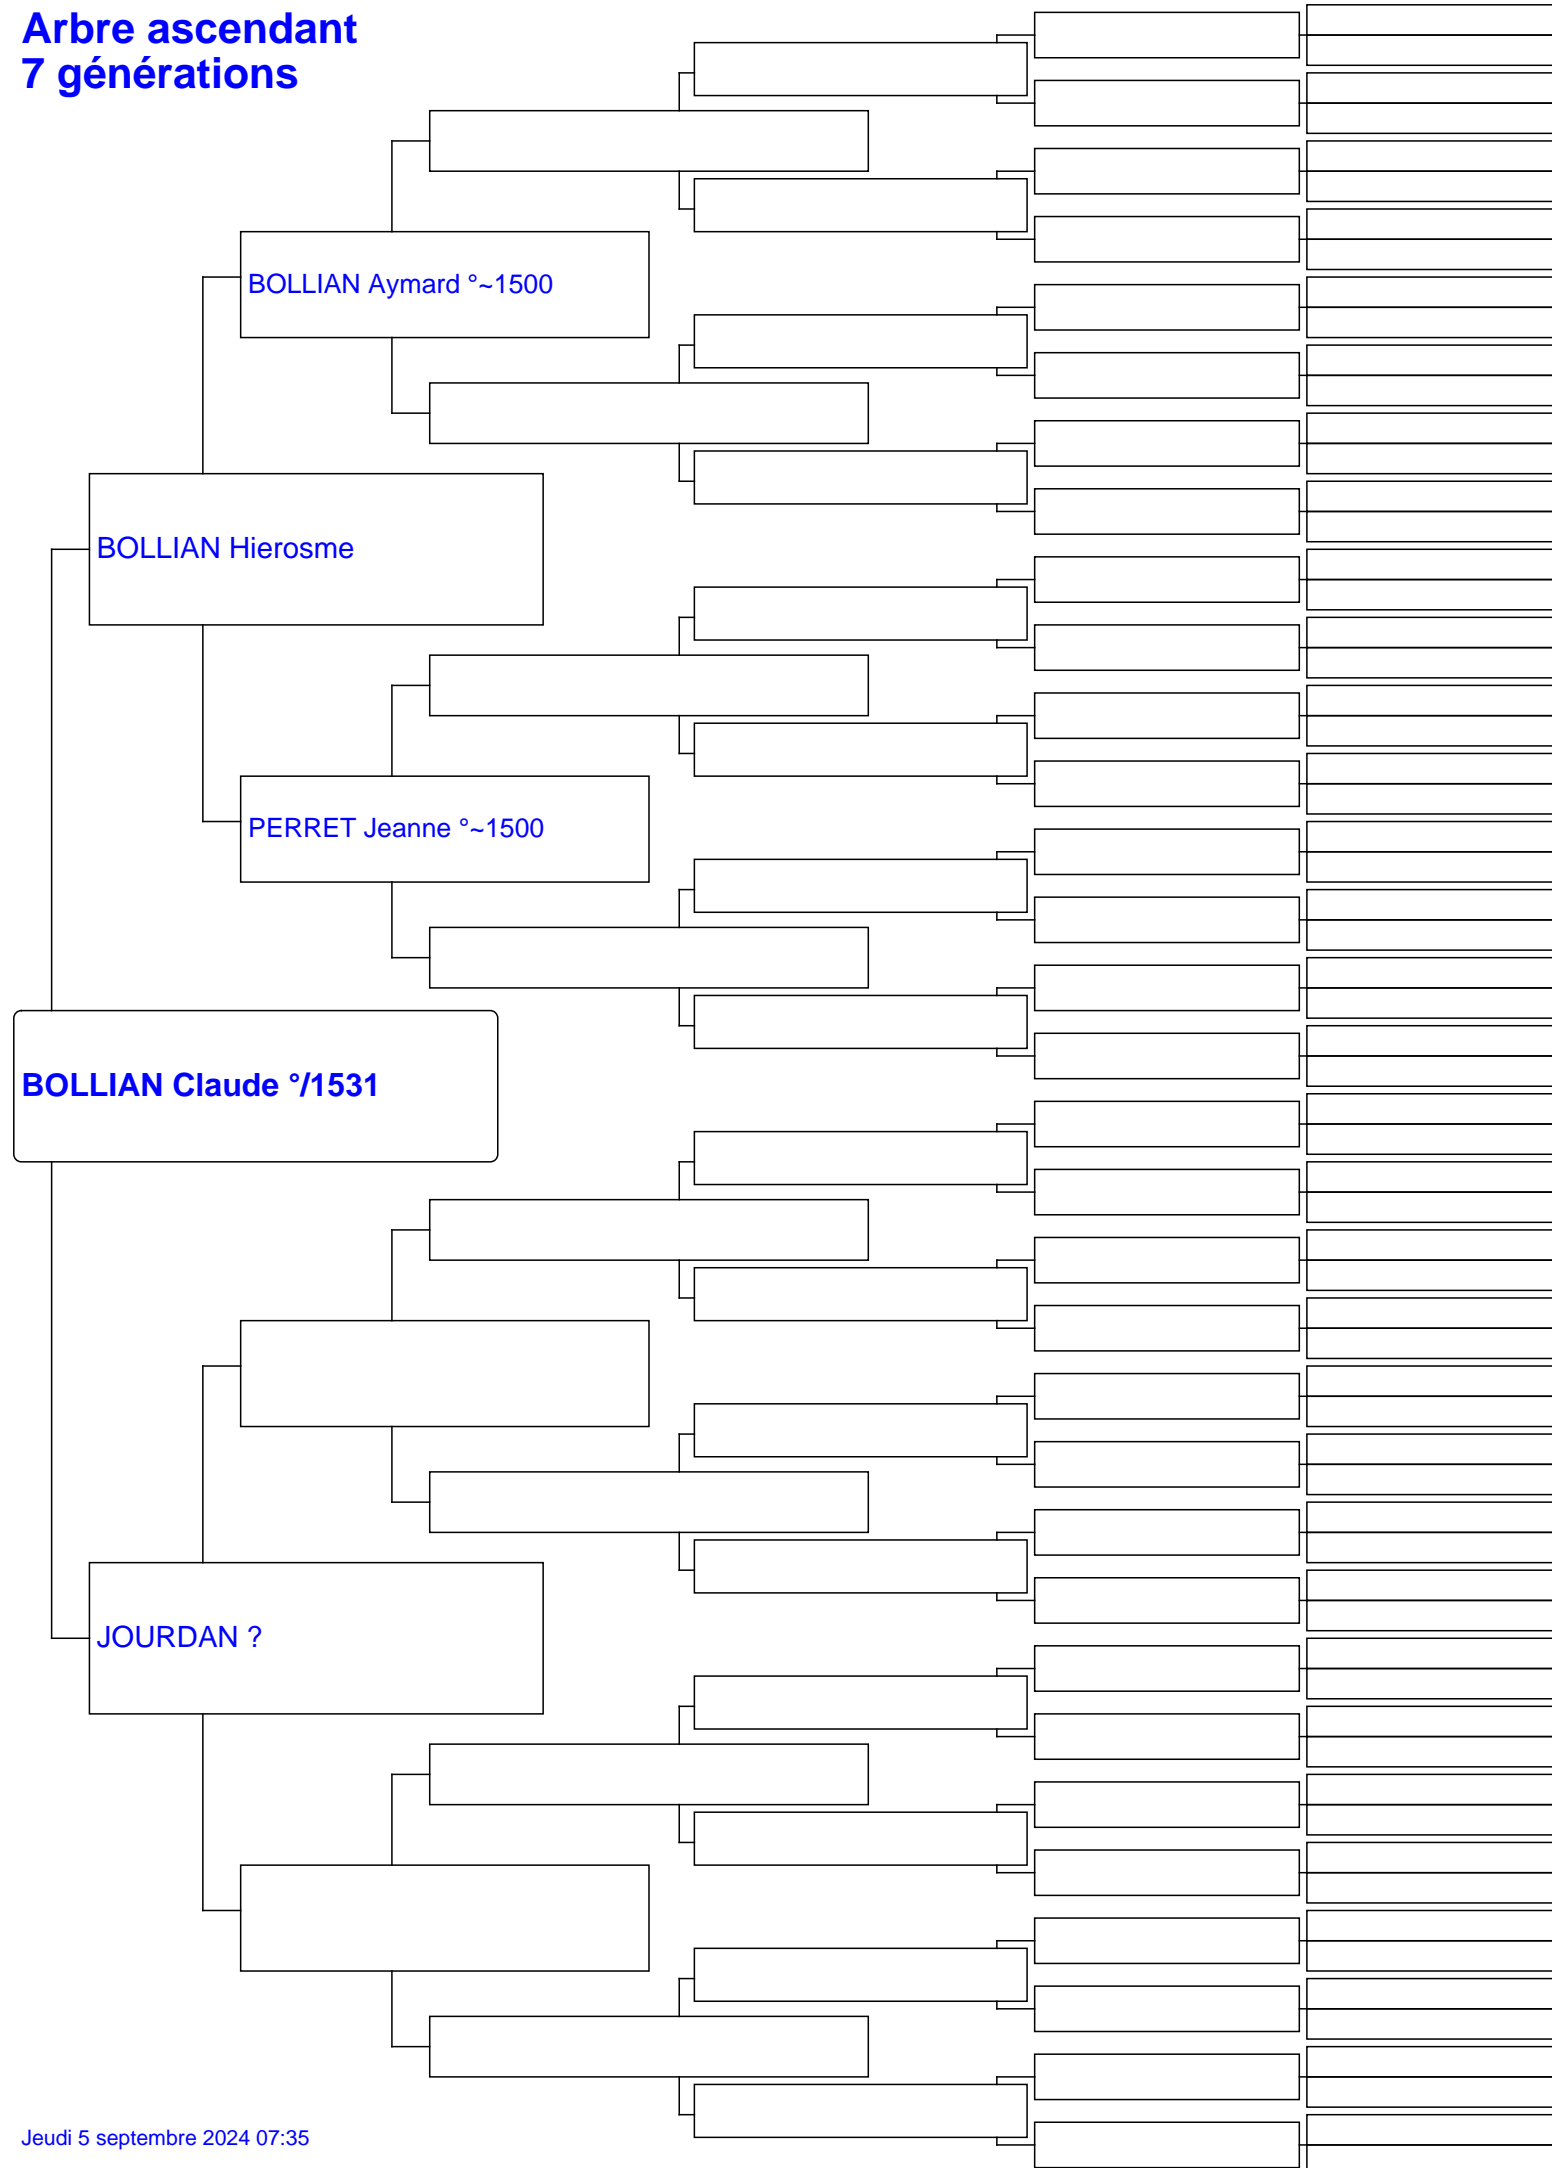 Arbre ascendant
7 générations
BOLLIAN Aymard °~1500
BOLLIAN Hierosme
PERRET Jeanne °~1500
BOLLIAN Claude °/1531
JOURDAN ?
Jeudi 5 septembre 2024 07:35